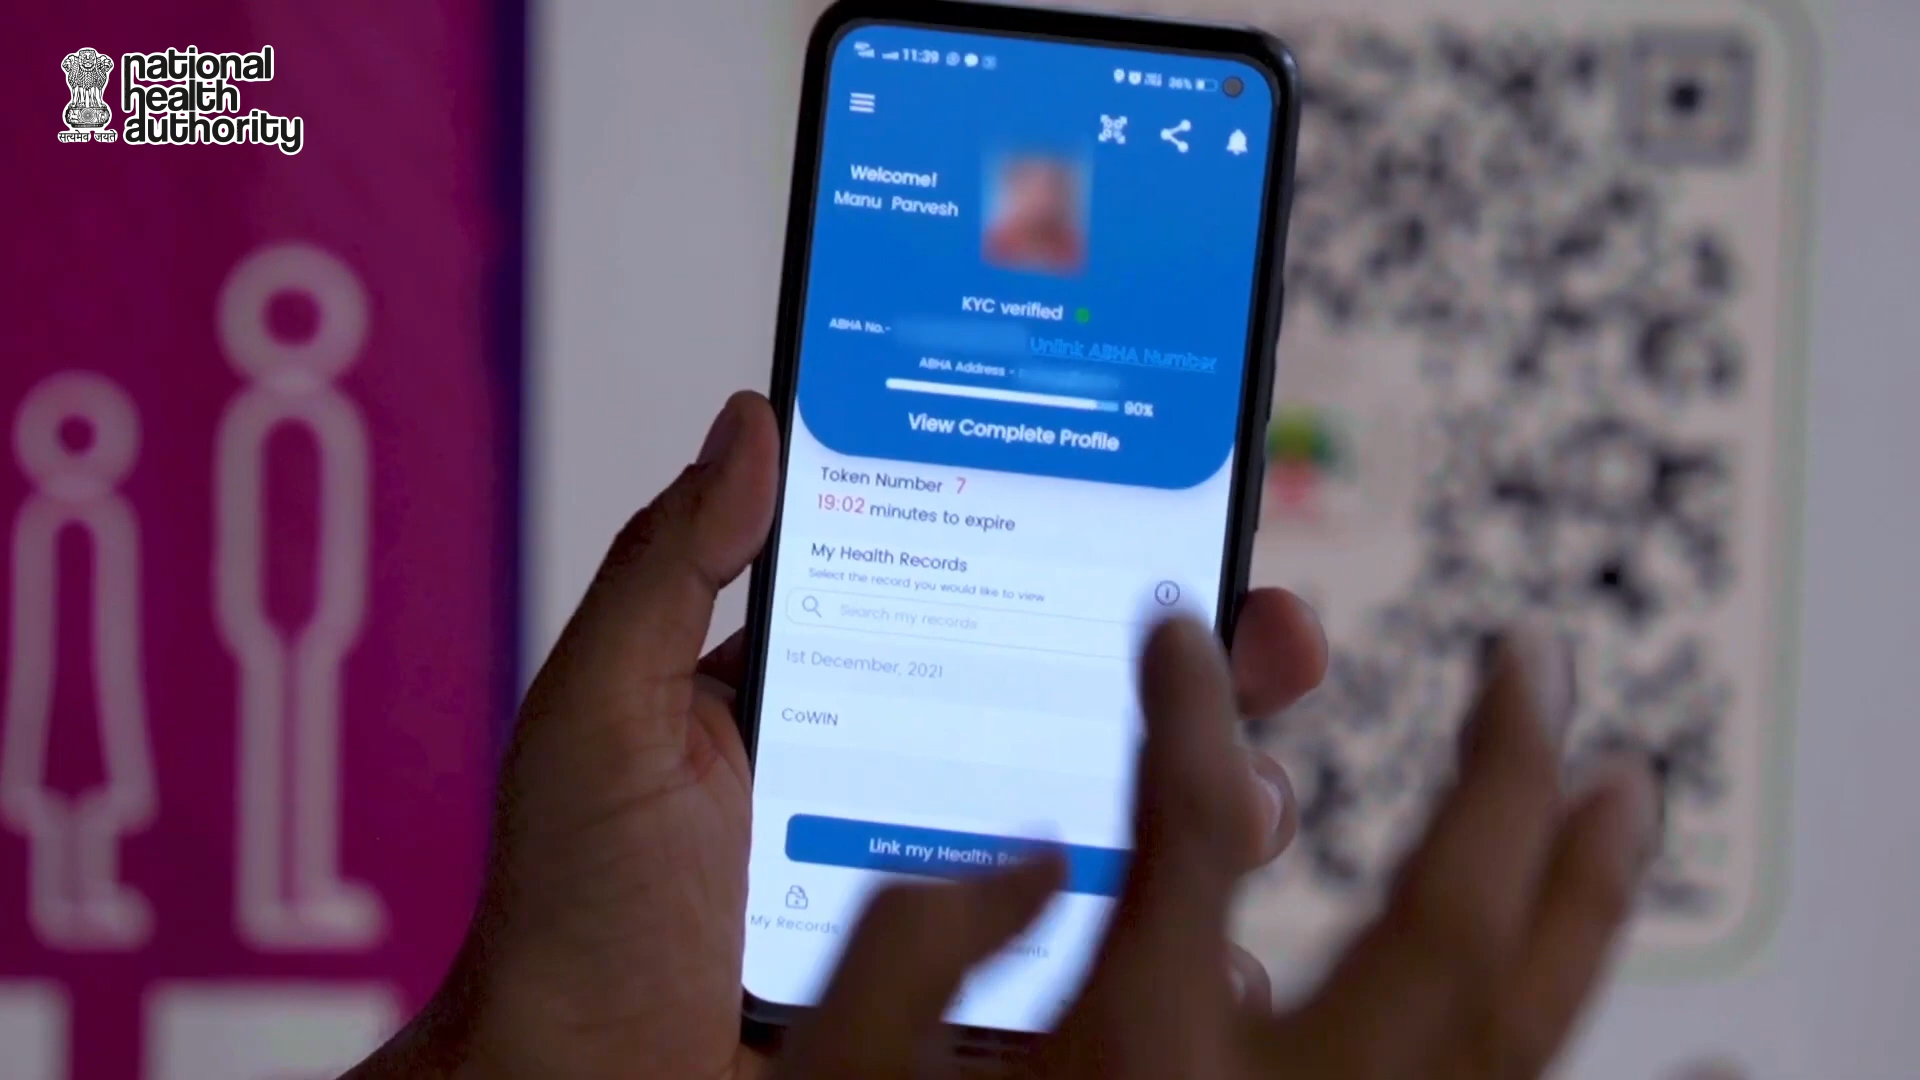 national
health
authority
सत्यमेव जयते
11:39
36%
Welcome!
Manu Parvesh
KYC verified
ABHA No.-
Unlink ABHA Number
ABHA Address -
90%
View Complete Profile
Token Number 7
19:02 minutes to expire
My Health Records
Select the record you would like to view
Search my records
1st December, 2021
CoWIN
Link my Health
My Records